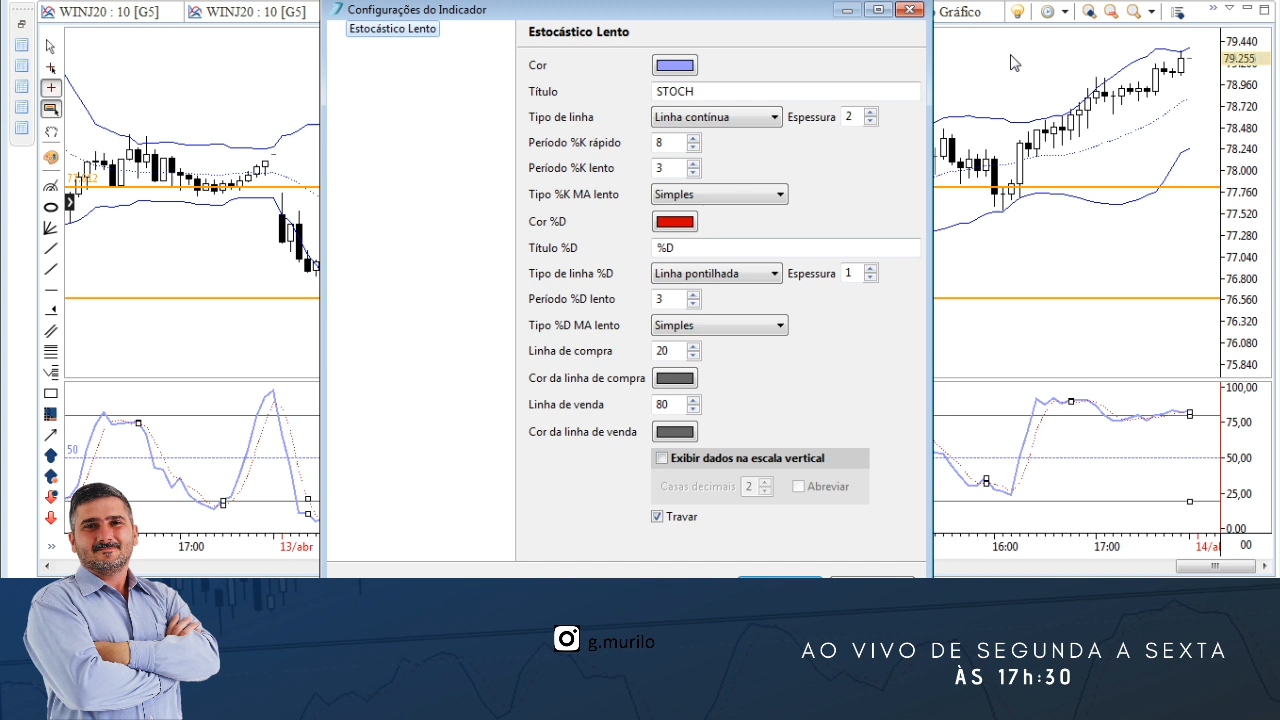 WINJ20 : 10 [G5]
WINJ20 : 10 [G5]
Configurações do Indicador
Gráfico
Estocástico Lento
Estocástico Lento
Cor
Título
STOCH
Tipo de linha
Linha contínua
Espessura
2
Período %K rápido
8
Período %K lento
3
Tipo %K MA lento
Simples
Cor %D
Título %D
%D
Tipo de linha %D
Linha pontilhada
Espessura
1
Período %D lento
3
Tipo %D MA lento
Simples
Linha de compra
20
Cor da linha de compra
Linha de venda
80
Cor da linha de venda
Exibir dados na escala vertical
Casas decimais
2
Abreviar
Travar
50
17:00
13/abr
79.440
79.255
78.960
78.720
78.480
78.240
78.000
77.760
77.520
77.280
77.040
76.800
76.560
76.320
76.080
75.840
100,00
75,00
50,00
25,00
0.00
16:00
17:00
14/a
00
g.murilo
AO VIVO DE SEGUNDA A SEXTA
ÀS 17h:30